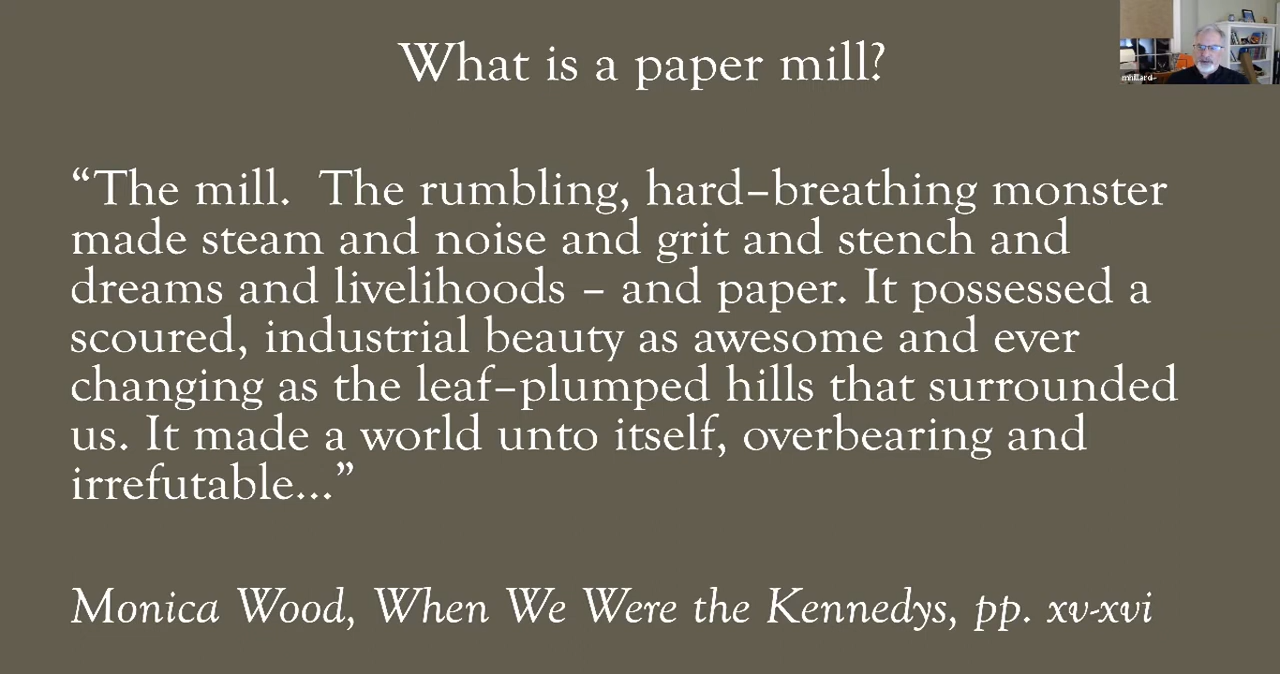 What is a paper mill?
“The mill.  The rumbling, hard–breathing monster
made steam and noise and grit and stench and
dreams and livelihoods – and paper. It possessed a
scoured, industrial beauty as awesome and ever
changing as the leaf–plumped hills that surrounded
us. It made a world unto itself, overbearing and
irrefutable…”
Monica Wood, When We Were the Kennedys, pp. xv-xvi